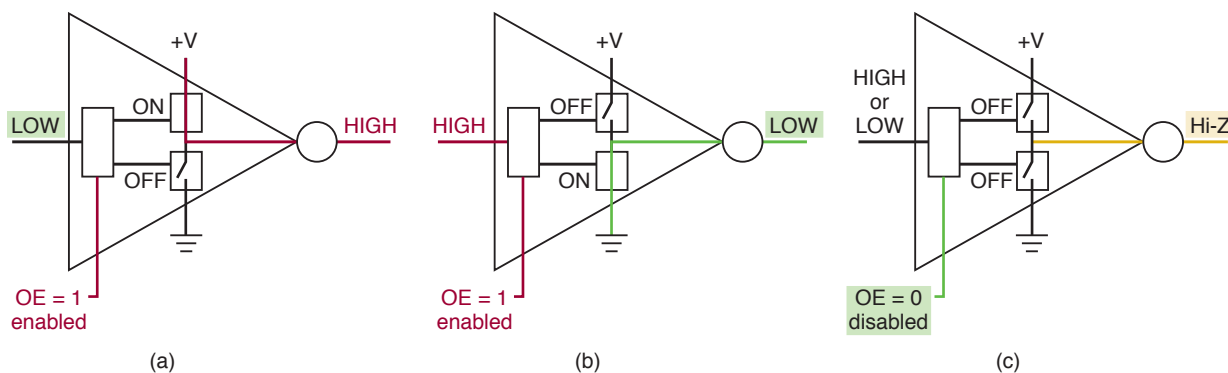 +V
ON
LOW
HIGH
OFF
OE = 1
enabled
(a)
+V
OFF
HIGH
LOW
ON
OE = 1
enabled
(b)
+V
HIGH
or
LOW
OFF
Hi-Z
OFF
OE = 0
disabled
(c)